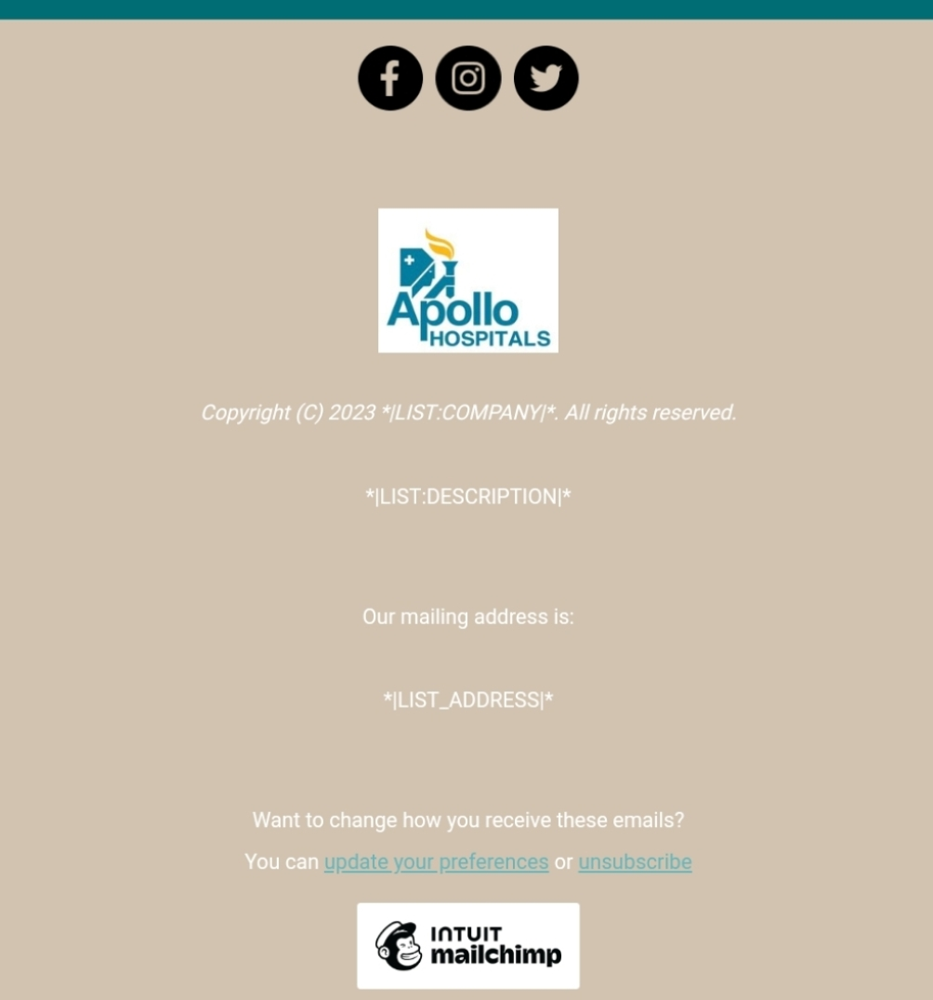 Apollo
HOSPITALS
Copyright (C) 2023 *|LIST:COMPANY|*. All rights reserved.
*|LIST:DESCRIPTION|*
Our mailing address is:
*|LIST_ADDRESS|*
Want to change how you receive these emails?
You can update your preferences or unsubscribe
INTUIT
mailchimp